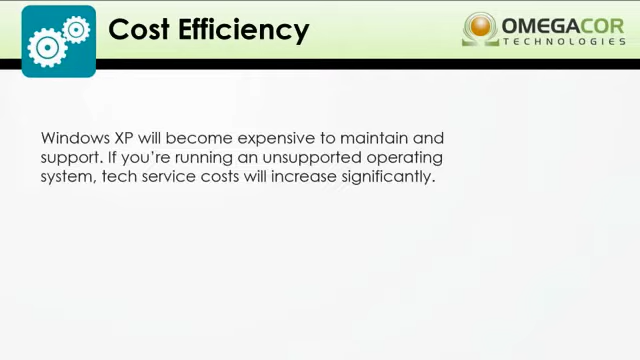 Cost Efficiency
OMEGACOR
TECHNOLOGIES
Windows XP will become expensive to maintain and
support. If you're running an unsupported operating
system, tech service costs will increase significantly.